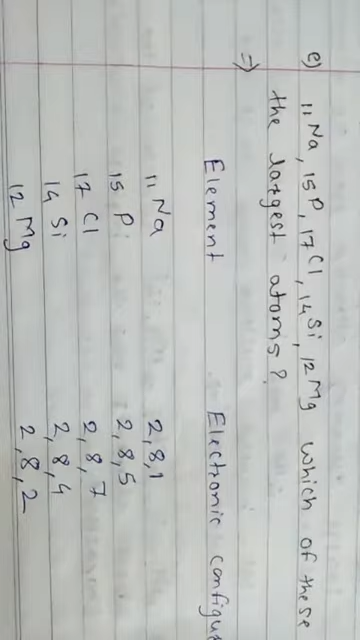 e) 11Na, 15P, 17Cl, 14Si, 12Mg which of these
the largest atoms?
⇒
Element Electronic configu
11Na 2,8,1
15P 2,8,5
17Cl 2,8,7
14Si 2,8,4
12Mg 2,8,2